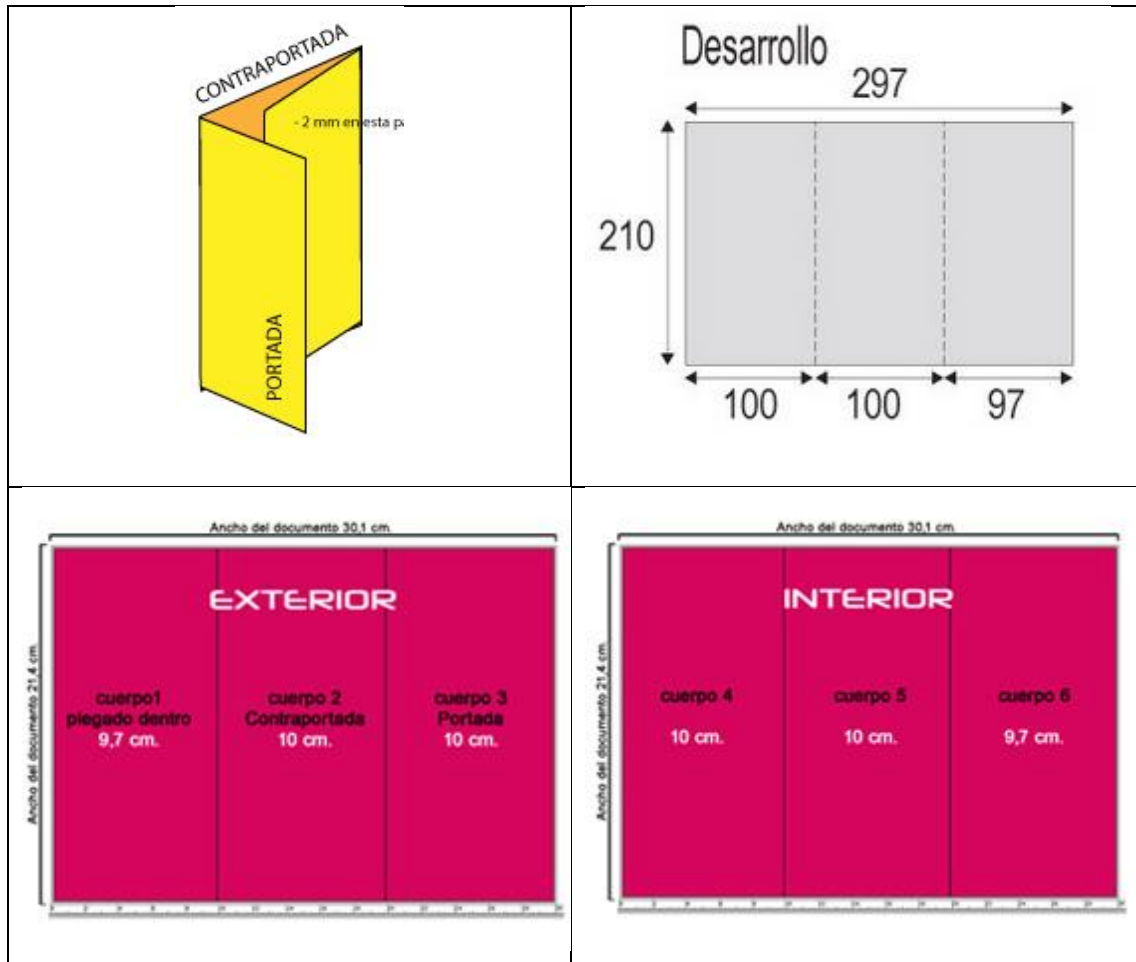 CONTRAPORTADA
- 2 mm en esta pa
PORTADA
Desarrollo
297
210
100 100 97
Ancho del documento 30,1 cm.
Ancho del documento 21,4 cm.
EXTERIOR
cuerpo1
plegado dentro
9,7 cm.
cuerpo 2
Contraportada
10 cm.
cuerpo 3
Portada
10 cm.
Ancho del documento 30,1 cm.
Ancho del documento 21,4 cm.
INTERIOR
cuerpo 4
10 cm.
cuerpo 5
10 cm.
cuerpo 6
9,7 cm.